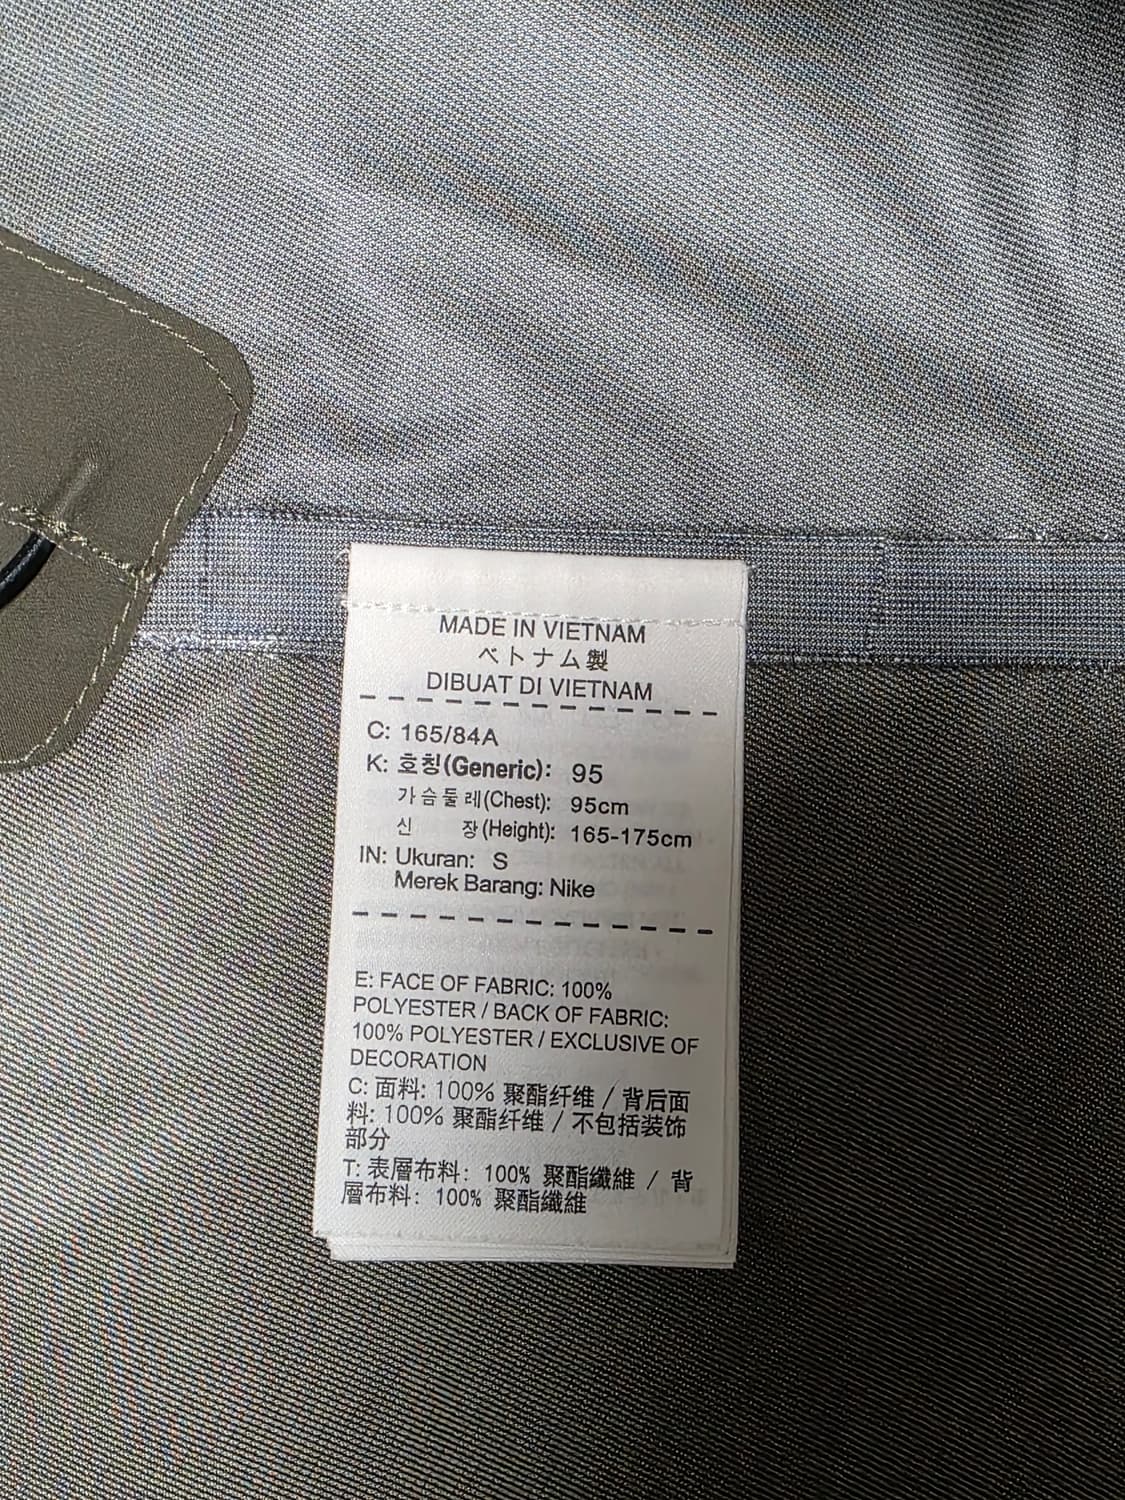 MADE IN VIETNAM
ベトナム製
DIBUAT DI VIETNAM
C: 165/84A
K: 호칭(Generic): 95
가슴둘레(Chest): 95cm
신 장(Height): 165-175cm
IN: Ukuran: S
Merek Barang: Nike
E: FACE OF FABRIC: 100%
POLYESTER / BACK OF FABRIC:
100% POLYESTER / EXCLUSIVE OF
DECORATION
C: 面料: 100% 聚酯纤维 / 背后面
料: 100% 聚酯纤维 / 不包括装饰
部分
T: 表層布料: 100% 聚酯纖維 / 背
層布料: 100% 聚酯纖維